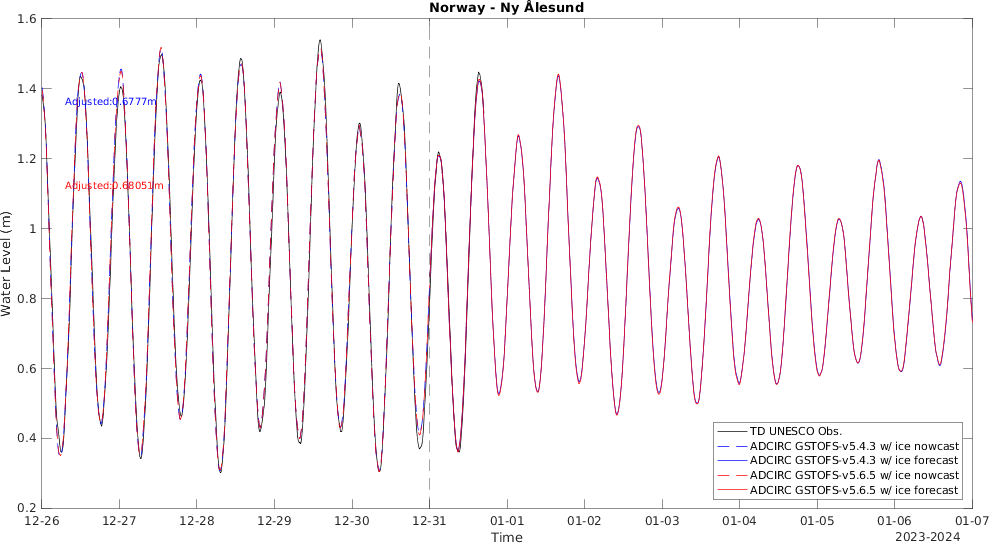 Norway - Ny Ålesund
1.6
1.4
1.2
1
0.8
0.6
0.4
0.2
Water Level (m)
Adjusted:0.6777m
Adjusted:0.68051m
TD UNESCO Obs.
ADCIRC GSTOFS-v5.4.3 w/ ice nowcast
ADCIRC GSTOFS-v5.4.3 w/ ice forecast
ADCIRC GSTOFS-v5.6.5 w/ ice nowcast
ADCIRC GSTOFS-v5.6.5 w/ ice forecast
12-26 12-27 12-28 12-29 12-30 12-31 01-01 01-02 01-03 01-04 01-05 01-06 01-07
Time
2023-2024